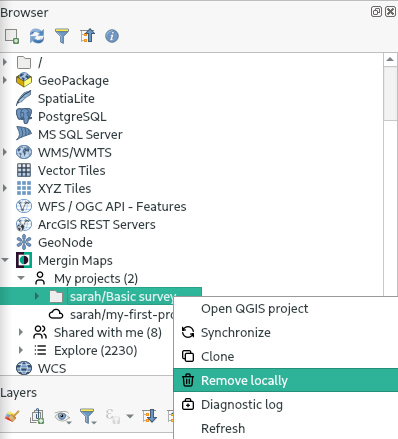 Browser
/
GeoPackage
SpatiaLite
PostgreSQL
MS SQL Server
WMS/WMTS
Vector Tiles
XYZ Tiles
WFS / OGC API - Features
ArcGIS REST Servers
GeoNode
Mergin Maps
My projects (2)
sarah/Basic survey
Open QGIS project
sarah/my-first-pro
Synchronize
Shared with me (8)
Clone
Explore (2230)
WCS
Remove locally
Layers
Diagnostic log
Refresh